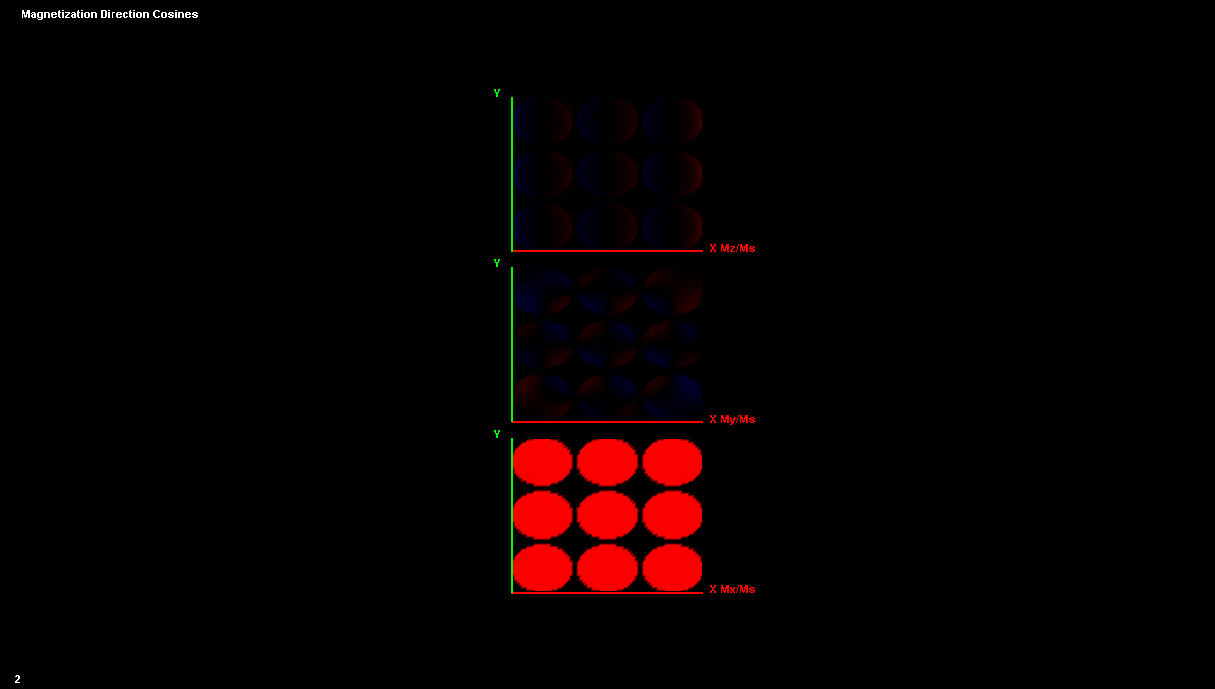 Magnetization Direction Cosines
Y
X Mz/Ms
Y
X My/Ms
Y
X Mx/Ms
2